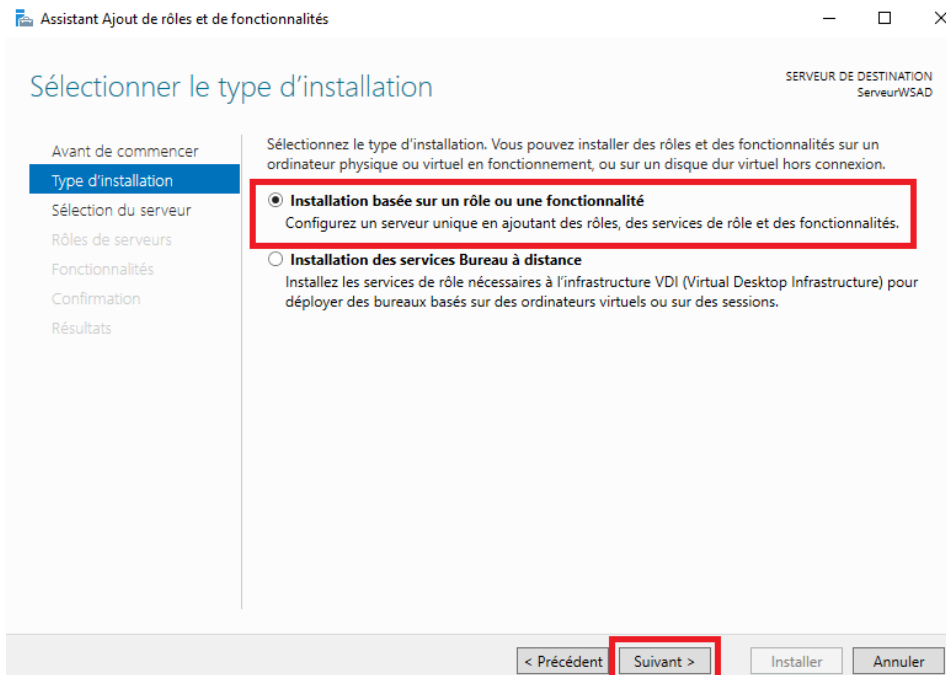 Assistant Ajout de rôles et de fonctionnalités
Sélectionner le type d'installation
SERVEUR DE DESTINATION
ServeurWSAD
Avant de commencer
Type d'installation
Sélection du serveur
Rôles de serveurs
Fonctionnalités
Confirmation
Résultats
Sélectionnez le type d'installation. Vous pouvez installer des rôles et des fonctionnalités sur un
ordinateur physique ou virtuel en fonctionnement, ou sur un disque dur virtuel hors connexion.
Installation basée sur un rôle ou une fonctionnalité
Configurez un serveur unique en ajoutant des rôles, des services de rôle et des fonctionnalités.
Installation des services Bureau à distance
Installez les services de rôle nécessaires à l'infrastructure VDI (Virtual Desktop Infrastructure) pour
déployer des bureaux basés sur des ordinateurs virtuels ou sur des sessions.
< Précédent
Suivant >
Installer
Annuler